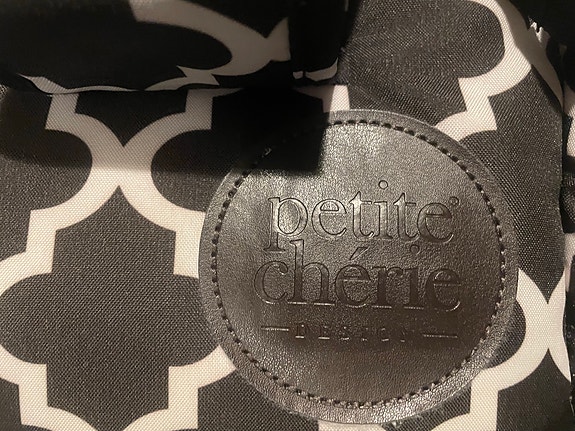 petite®
chérie
—DESIGN—